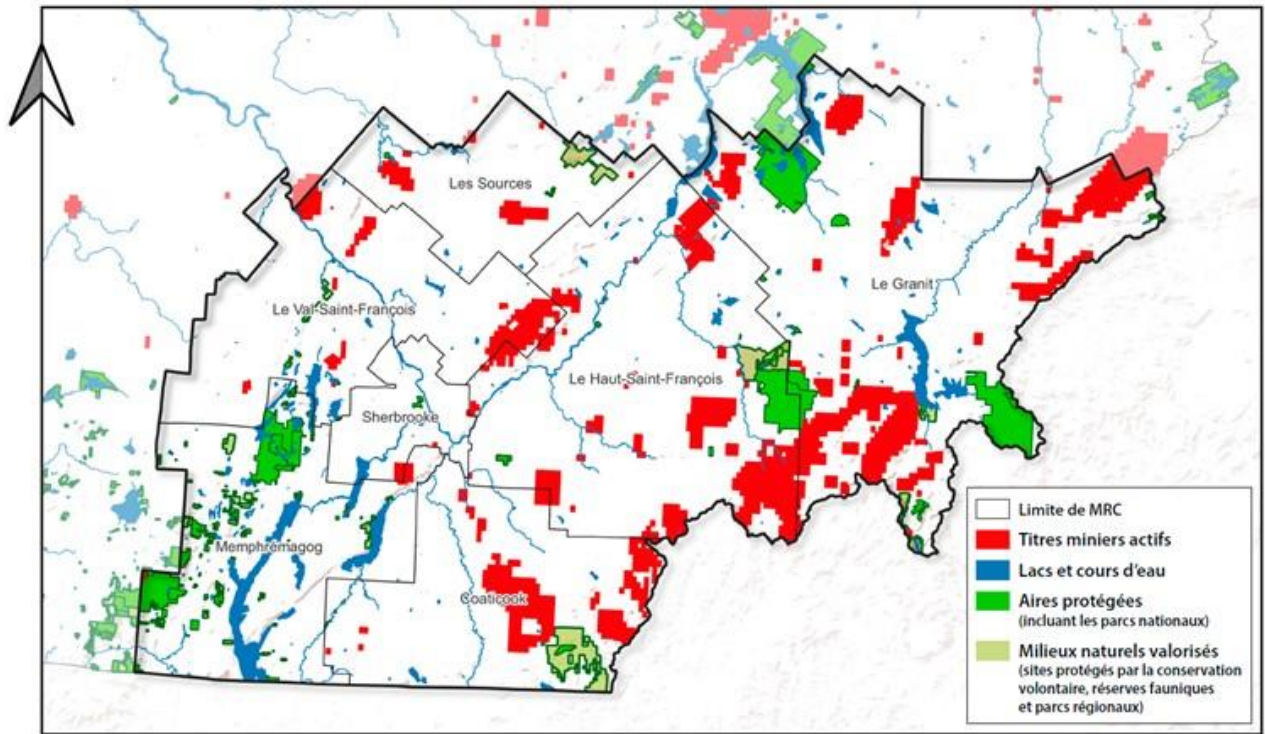 Les Sources
Le Granit
Le Val-Saint-François
Le Haut-Saint-François
Sherbrooke
Memphrémagog
Coaticook
Limite de MRC
Titres miniers actifs
Lacs et cours d'eau
Aires protégées
(incluant les parcs nationaux)
Milieux naturels valorisés
(sites protégés par la conservation
volontaire, réserves fauniques
et parcs régionaux)